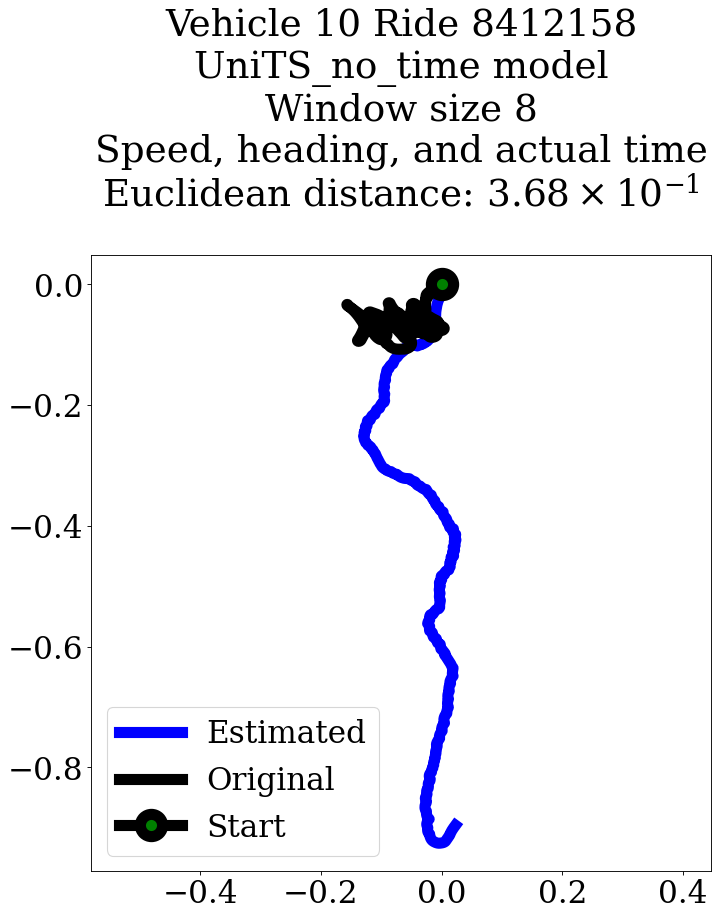 Vehicle 10 Ride 8412158
UniTS_no_time model
Window size 8
Speed, heading, and actual time
Euclidean distance: 3.68 × 10⁻¹
0.0
−0.2
−0.4
−0.6
−0.8
Estimated
Original
Start
−0.4 −0.2 0.0 0.2 0.4